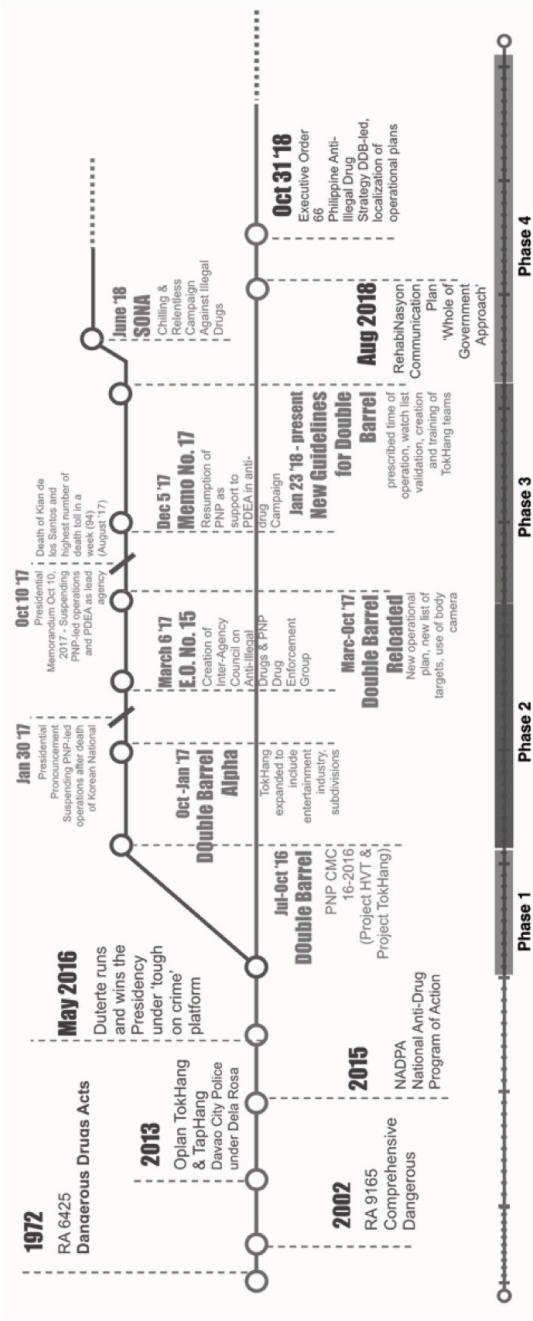 1972
RA 6425
Dangerous Drugs Acts
2002
RA 9165
Comprehensive
Dangerous
2013
Oplan TokHang
& TapHang
Davao City Police
under Dela Rosa
2015
NADPA
National Anti-Drug
Program of Action
May 2016
Duterte runs
and wins the
Presidency
under 'tough
on crime'
platform
Jul-Oct '16
DOuble Barrel
PNP CMC
16-2016
(Project HVT &
Project TokHang)
Oct -Jan '17
DOuble Barrel
Alpha
TokHang
expanded to
include
entertainment
industry,
subdivisions
Jan 30 '17
Presidential
Pronouncement
Suspending PNP-led
operations after death
of Korean National
March 6 '17
E.O. No. 15
Creation of
Inter-Agency
Council on
Anti-Illegal
Drugs & PNP
Drug
Enforcement
Group
Marc-Oct '17
Double Barrel
Reloaded
New operational
plan, new list of
targets, use of body
camera
Oct 10 '17
Presidential
Memorandum Oct 10,
2017 - Suspending
PNP-led operations
and PDEA as lead
agency
Death of Kian de
los Santos and
highest number of
death toll in a
week (94)
(August '17)
Dec 5 '17
Memo No. 17
Resumption of
PNP as
support to
PDEA in anti-
drug
Campaign
Jan 23 '18 - present
New Guidelines
for Double
Barrel
prescribed time of
operation, watch list
validation, creation
and training of
TokHang teams
June '18
SONA
Chilling &
Relentless
Campaign
Against Illegal
Drugs
Aug 2018
RehabiNasyon
Communication
Plan
'Whole of
Government
Approach'
Oct 31 '18
Executive Order
66
Philippine Anti-
Illegal Drug
Strategy DDB-led,
localization of
operational plans
Phase 1
Phase 2
Phase 3
Phase 4